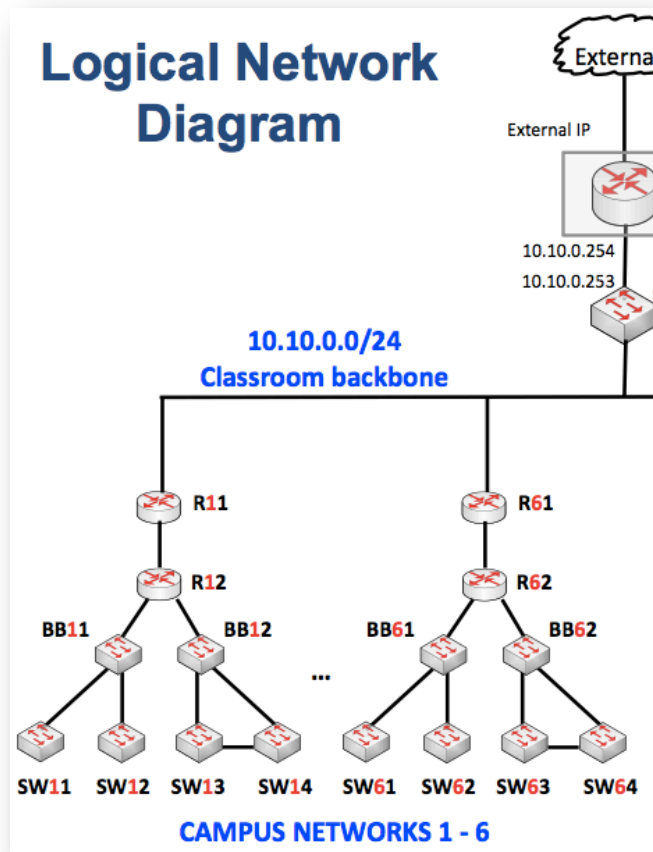 Logical Network
Diagram
Externa
External IP
10.10.0.254
10.10.0.253
10.10.0.0/24
Classroom backbone
R11
R61
R12
R62
BB11
BB12
BB61
BB62
...
SW11
SW12
SW13
SW14
SW61
SW62
SW63
SW64
CAMPUS NETWORKS 1 - 6